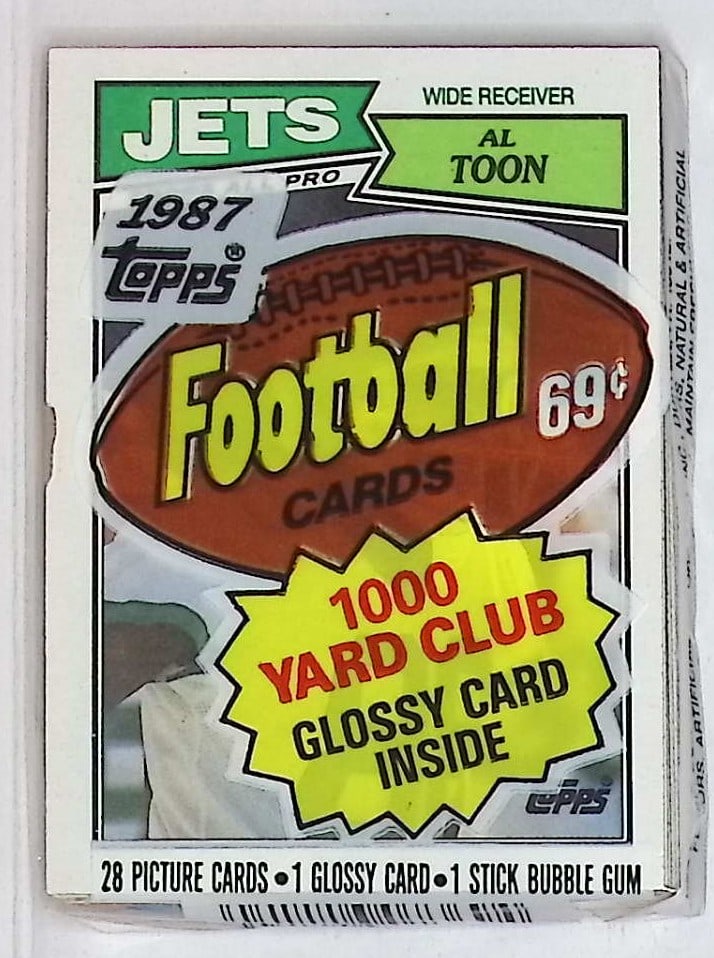 JETS
WIDE RECEIVER
AL
TOON
PRO
1987
Topps®
Football
69¢
CARDS
1000
YARD CLUB
GLOSSY CARD
INSIDE
28 PICTURE CARDS • 1 GLOSSY CARD • 1 STICK BUBBLE GUM
NATURAL & ARTIFICIAL